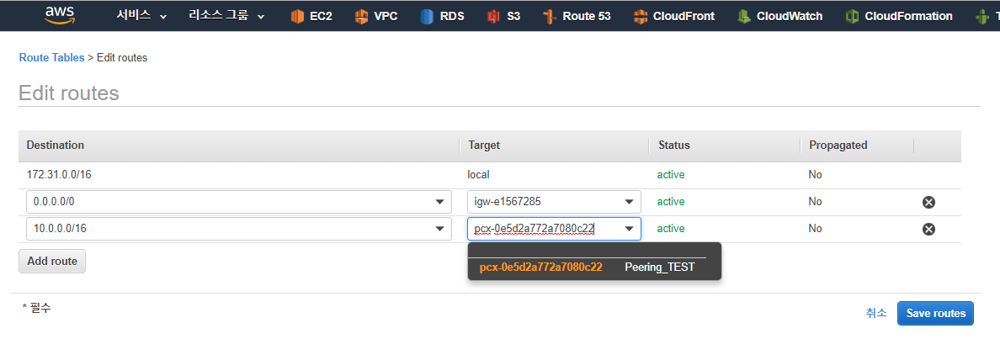 aws 서비스 리소스 그룹 EC2 VPC RDS S3 Route 53 CloudFront CloudWatch CloudFormation T
Route Tables > Edit routes
Edit routes
Destination Target Status Propagated
172.31.0.0/16 local active No
0.0.0.0/0 igw-e1567285 active No
10.0.0.0/16 pcx-0e5d2a772a7080c22 active No
pcx-0e5d2a772a7080c22 Peering_TEST
Add route
* 필수
취소 Save routes